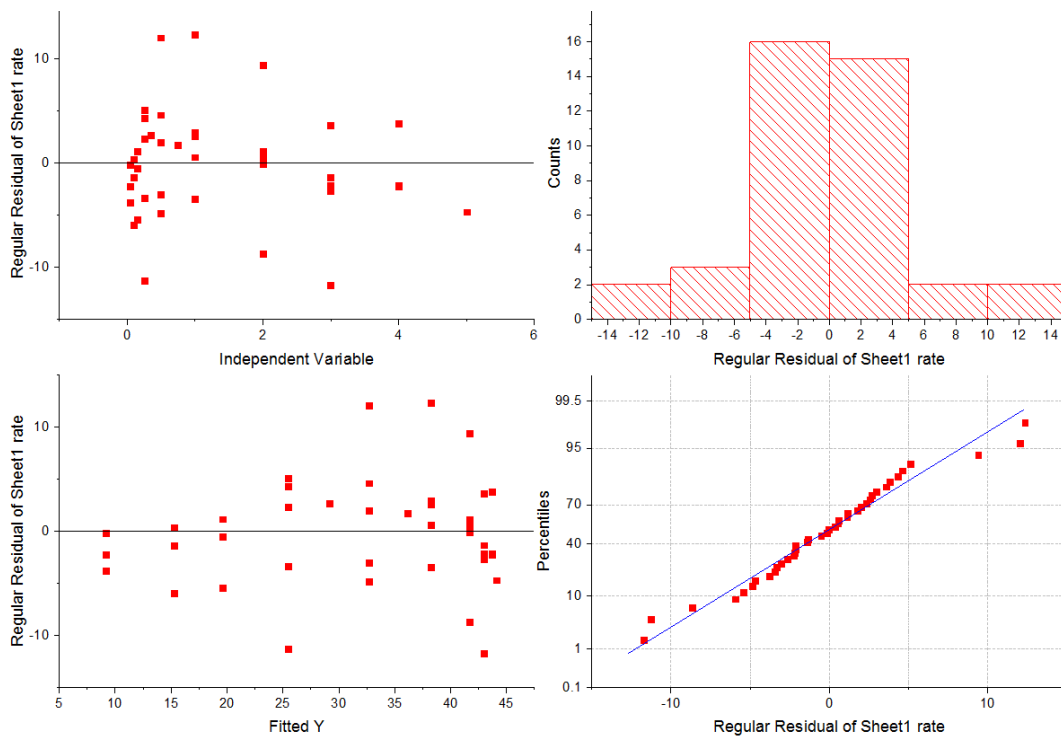 Regular Residual of Sheet1 rate
10
0
-10
0 2 4 6
Independent Variable
Counts
16
14
12
10
8
6
4
2
0
-14 -12 -10 -8 -6 -4 -2 0 2 4 6 8 10 12 14
Regular Residual of Sheet1 rate
Regular Residual of Sheet1 rate
10
0
-10
5 10 15 20 25 30 35 40 45
Fitted Y
Percentiles
99.5
95
70
40
10
1
0.1
-10 0 10
Regular Residual of Sheet1 rate